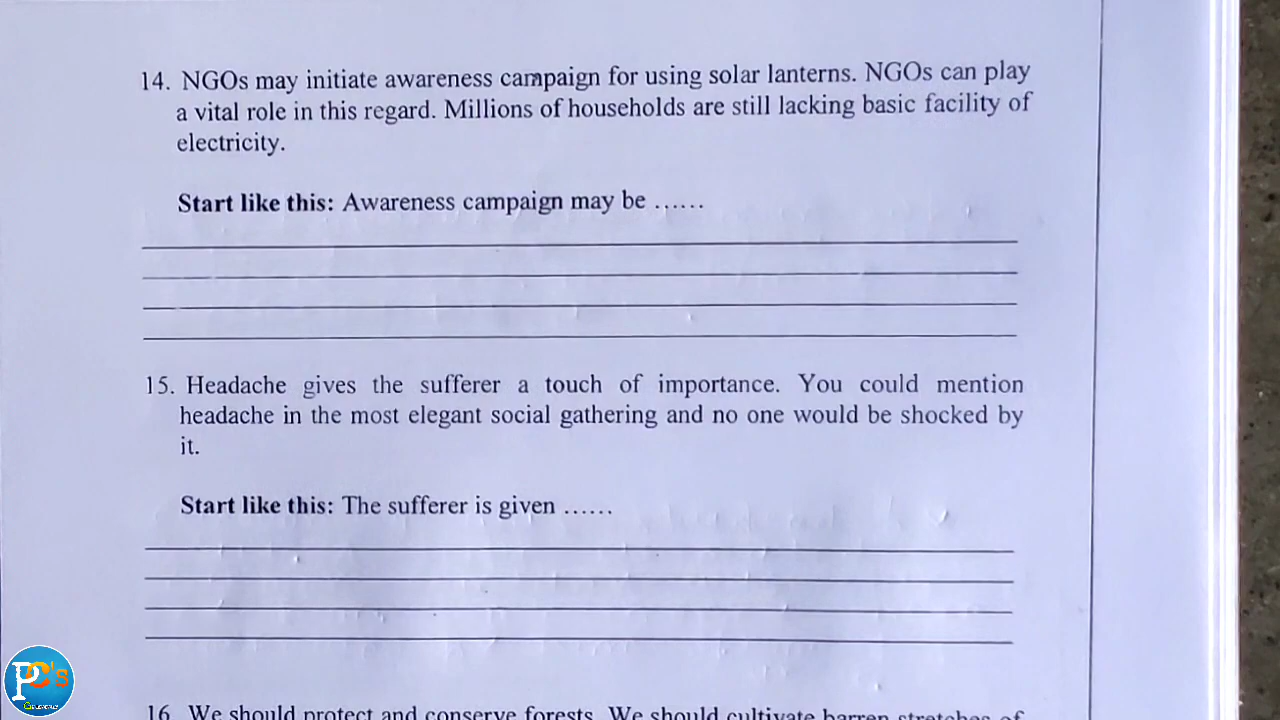 14. NGOs may initiate awareness campaign for using solar lanterns. NGOs can play
a vital role in this regard. Millions of households are still lacking basic facility of
electricity.
Start like this: Awareness campaign may be ……
15. Headache gives the sufferer a touch of importance. You could mention
headache in the most elegant social gathering and no one would be shocked by
it.
Start like this: The sufferer is given ……
16. We should protect and conserve forests. We should cultivate barren stretches of
PC's